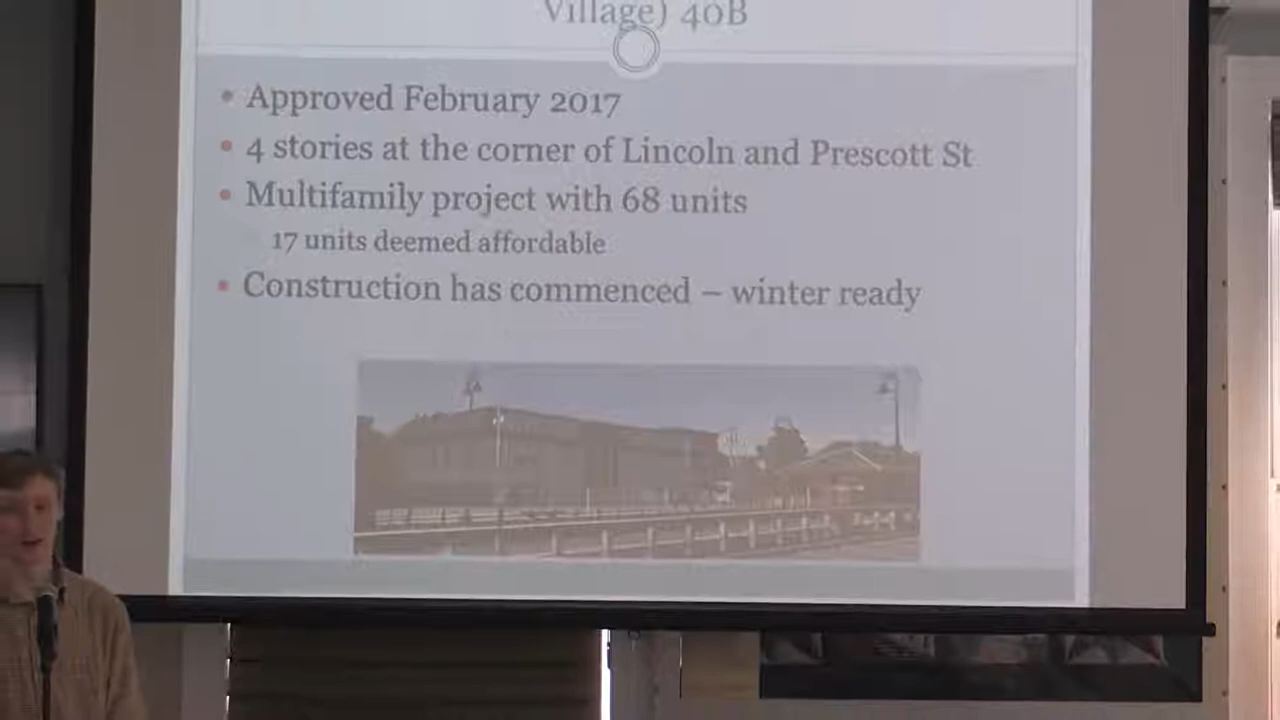 Village) 40B
• Approved February 2017
• 4 stories at the corner of Lincoln and Prescott St
• Multifamily project with 68 units
17 units deemed affordable
• Construction has commenced – winter ready